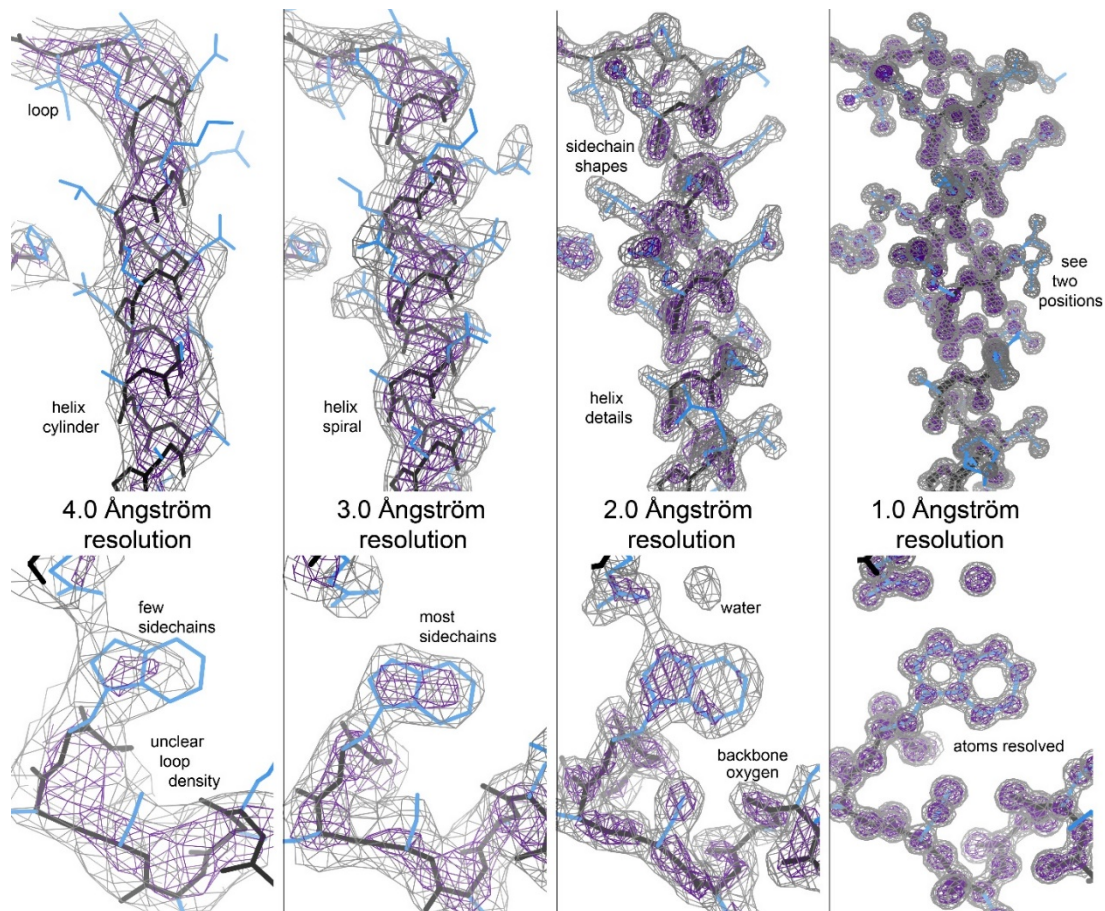 loop
helix
cylinder
4.0 Ångström
resolution
few
sidechains
unclear
loop
density
helix
spiral
3.0 Ångström
resolution
most
sidechains
sidechain
shapes
helix
details
2.0 Ångström
resolution
water
backbone
oxygen
see
two
positions
1.0 Ångström
resolution
atoms resolved